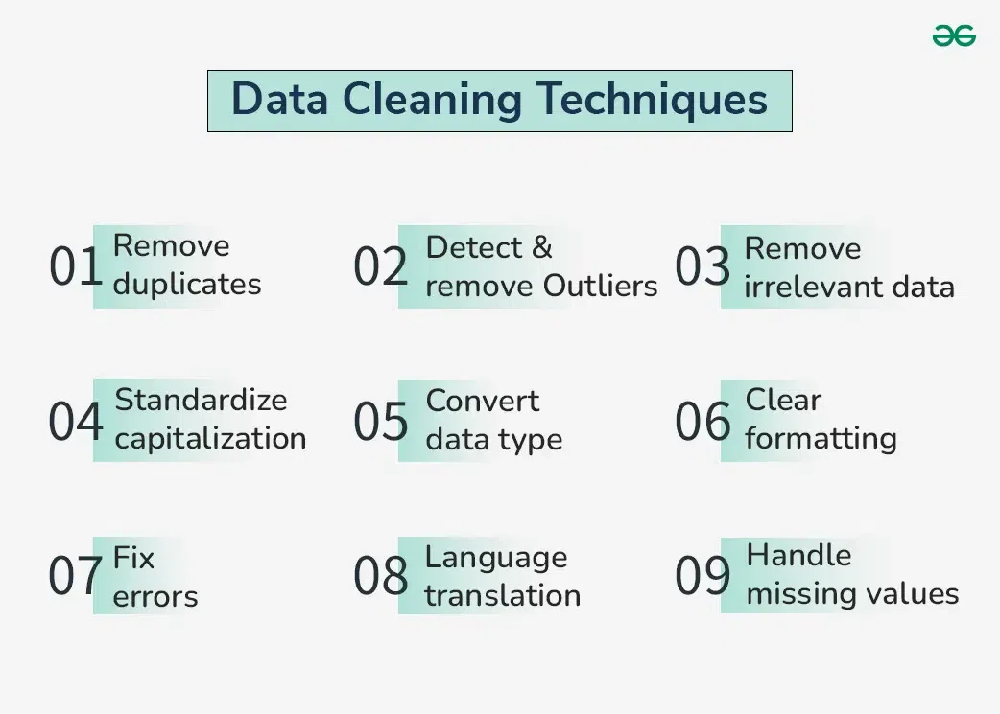 Data Cleaning Techniques
01 Remove
duplicates
02 Detect &
remove Outliers
03 Remove
irrelevant data
04 Standardize
capitalization
05 Convert
data type
06 Clear
formatting
07 Fix
errors
08 Language
translation
09 Handle
missing values